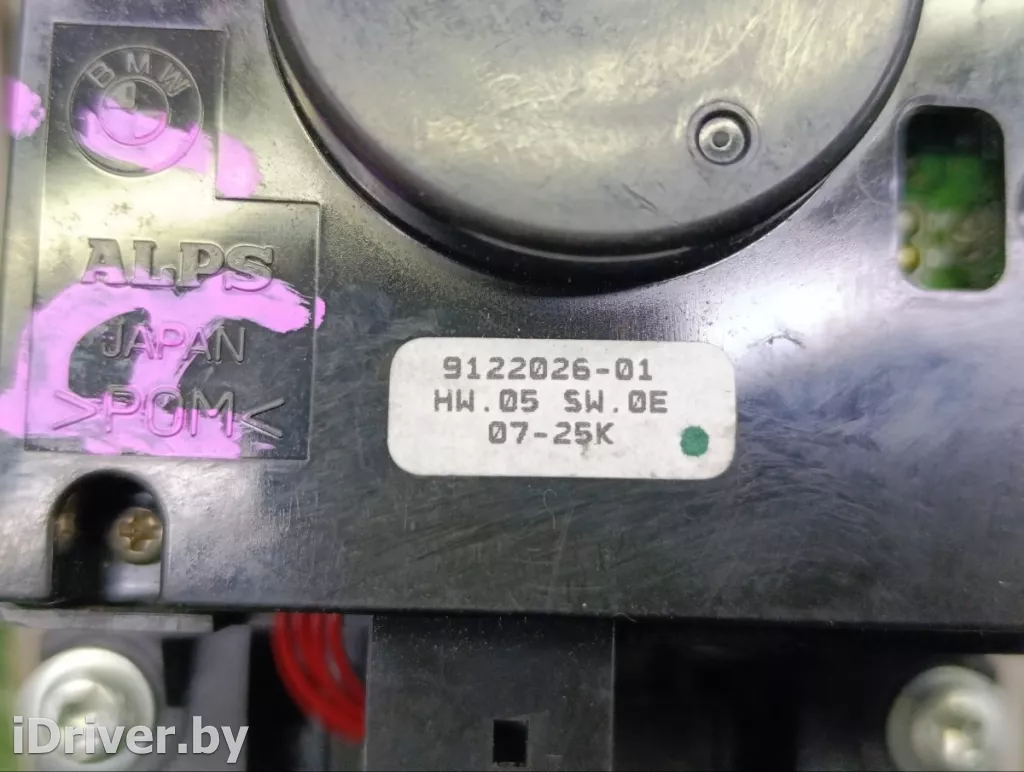 BMW
ALPS
JAPAN
>POM<
9122026-01
HW.05 SW.0E
07-25K
iDriver.by